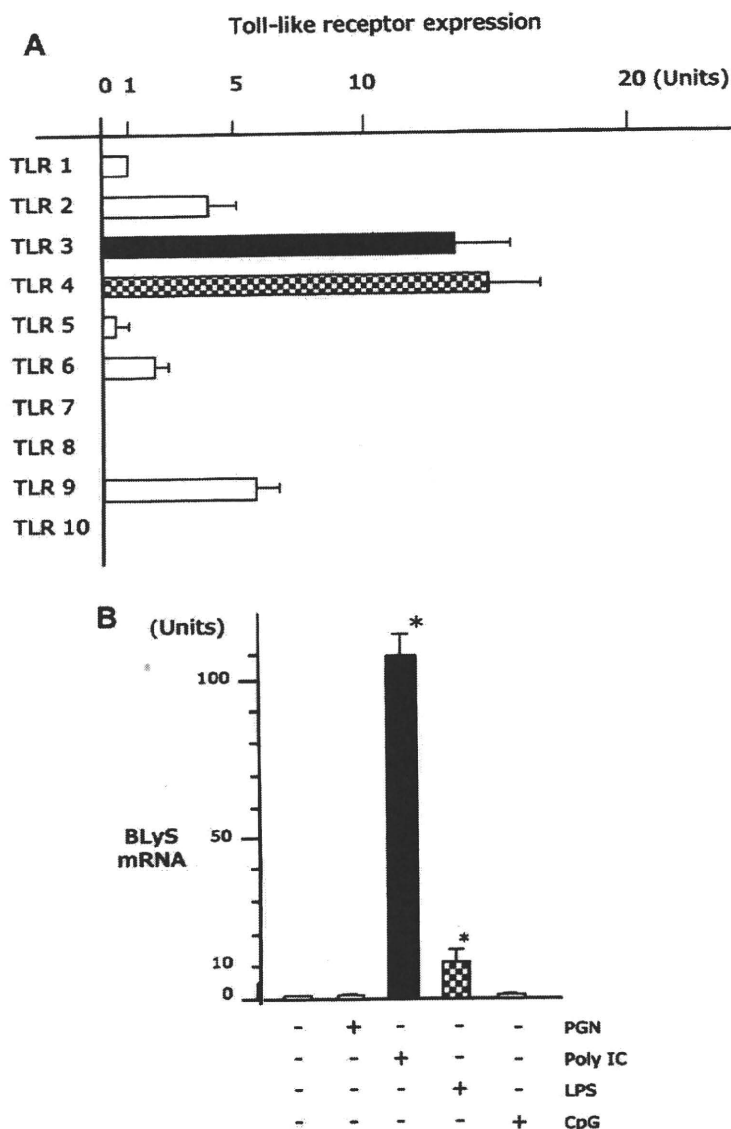 Toll-like receptor expression
A
0 1 5 10 20 (Units)
TLR 1
TLR 2
TLR 3
TLR 4
TLR 5
TLR 6
TLR 7
TLR 8
TLR 9
TLR 10
B (Units)
*
100
BLyS
mRNA
50
*
10
0
- + - - - PGN
- - + - - Poly IC
- - - + - LPS
- - - - + CpG